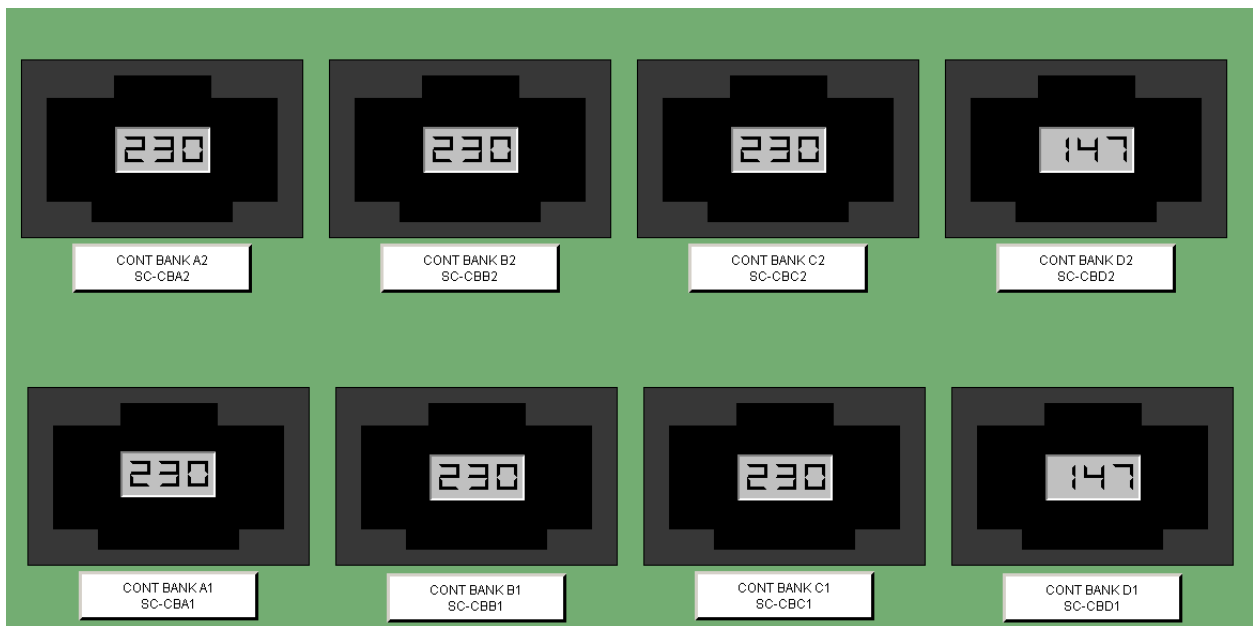 230 230 230 147
CONT BANK A2
SC-CBA2
CONT BANK B2
SC-CBB2
CONT BANK C2
SC-CBC2
CONT BANK D2
SC-CBD2
230 230 230 147
CONT BANK A1
SC-CBA1
CONT BANK B1
SC-CBB1
CONT BANK C1
SC-CBC1
CONT BANK D1
SC-CBD1